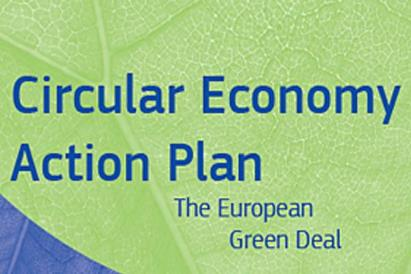 Circular Economy
Action Plan
The European
Green Deal